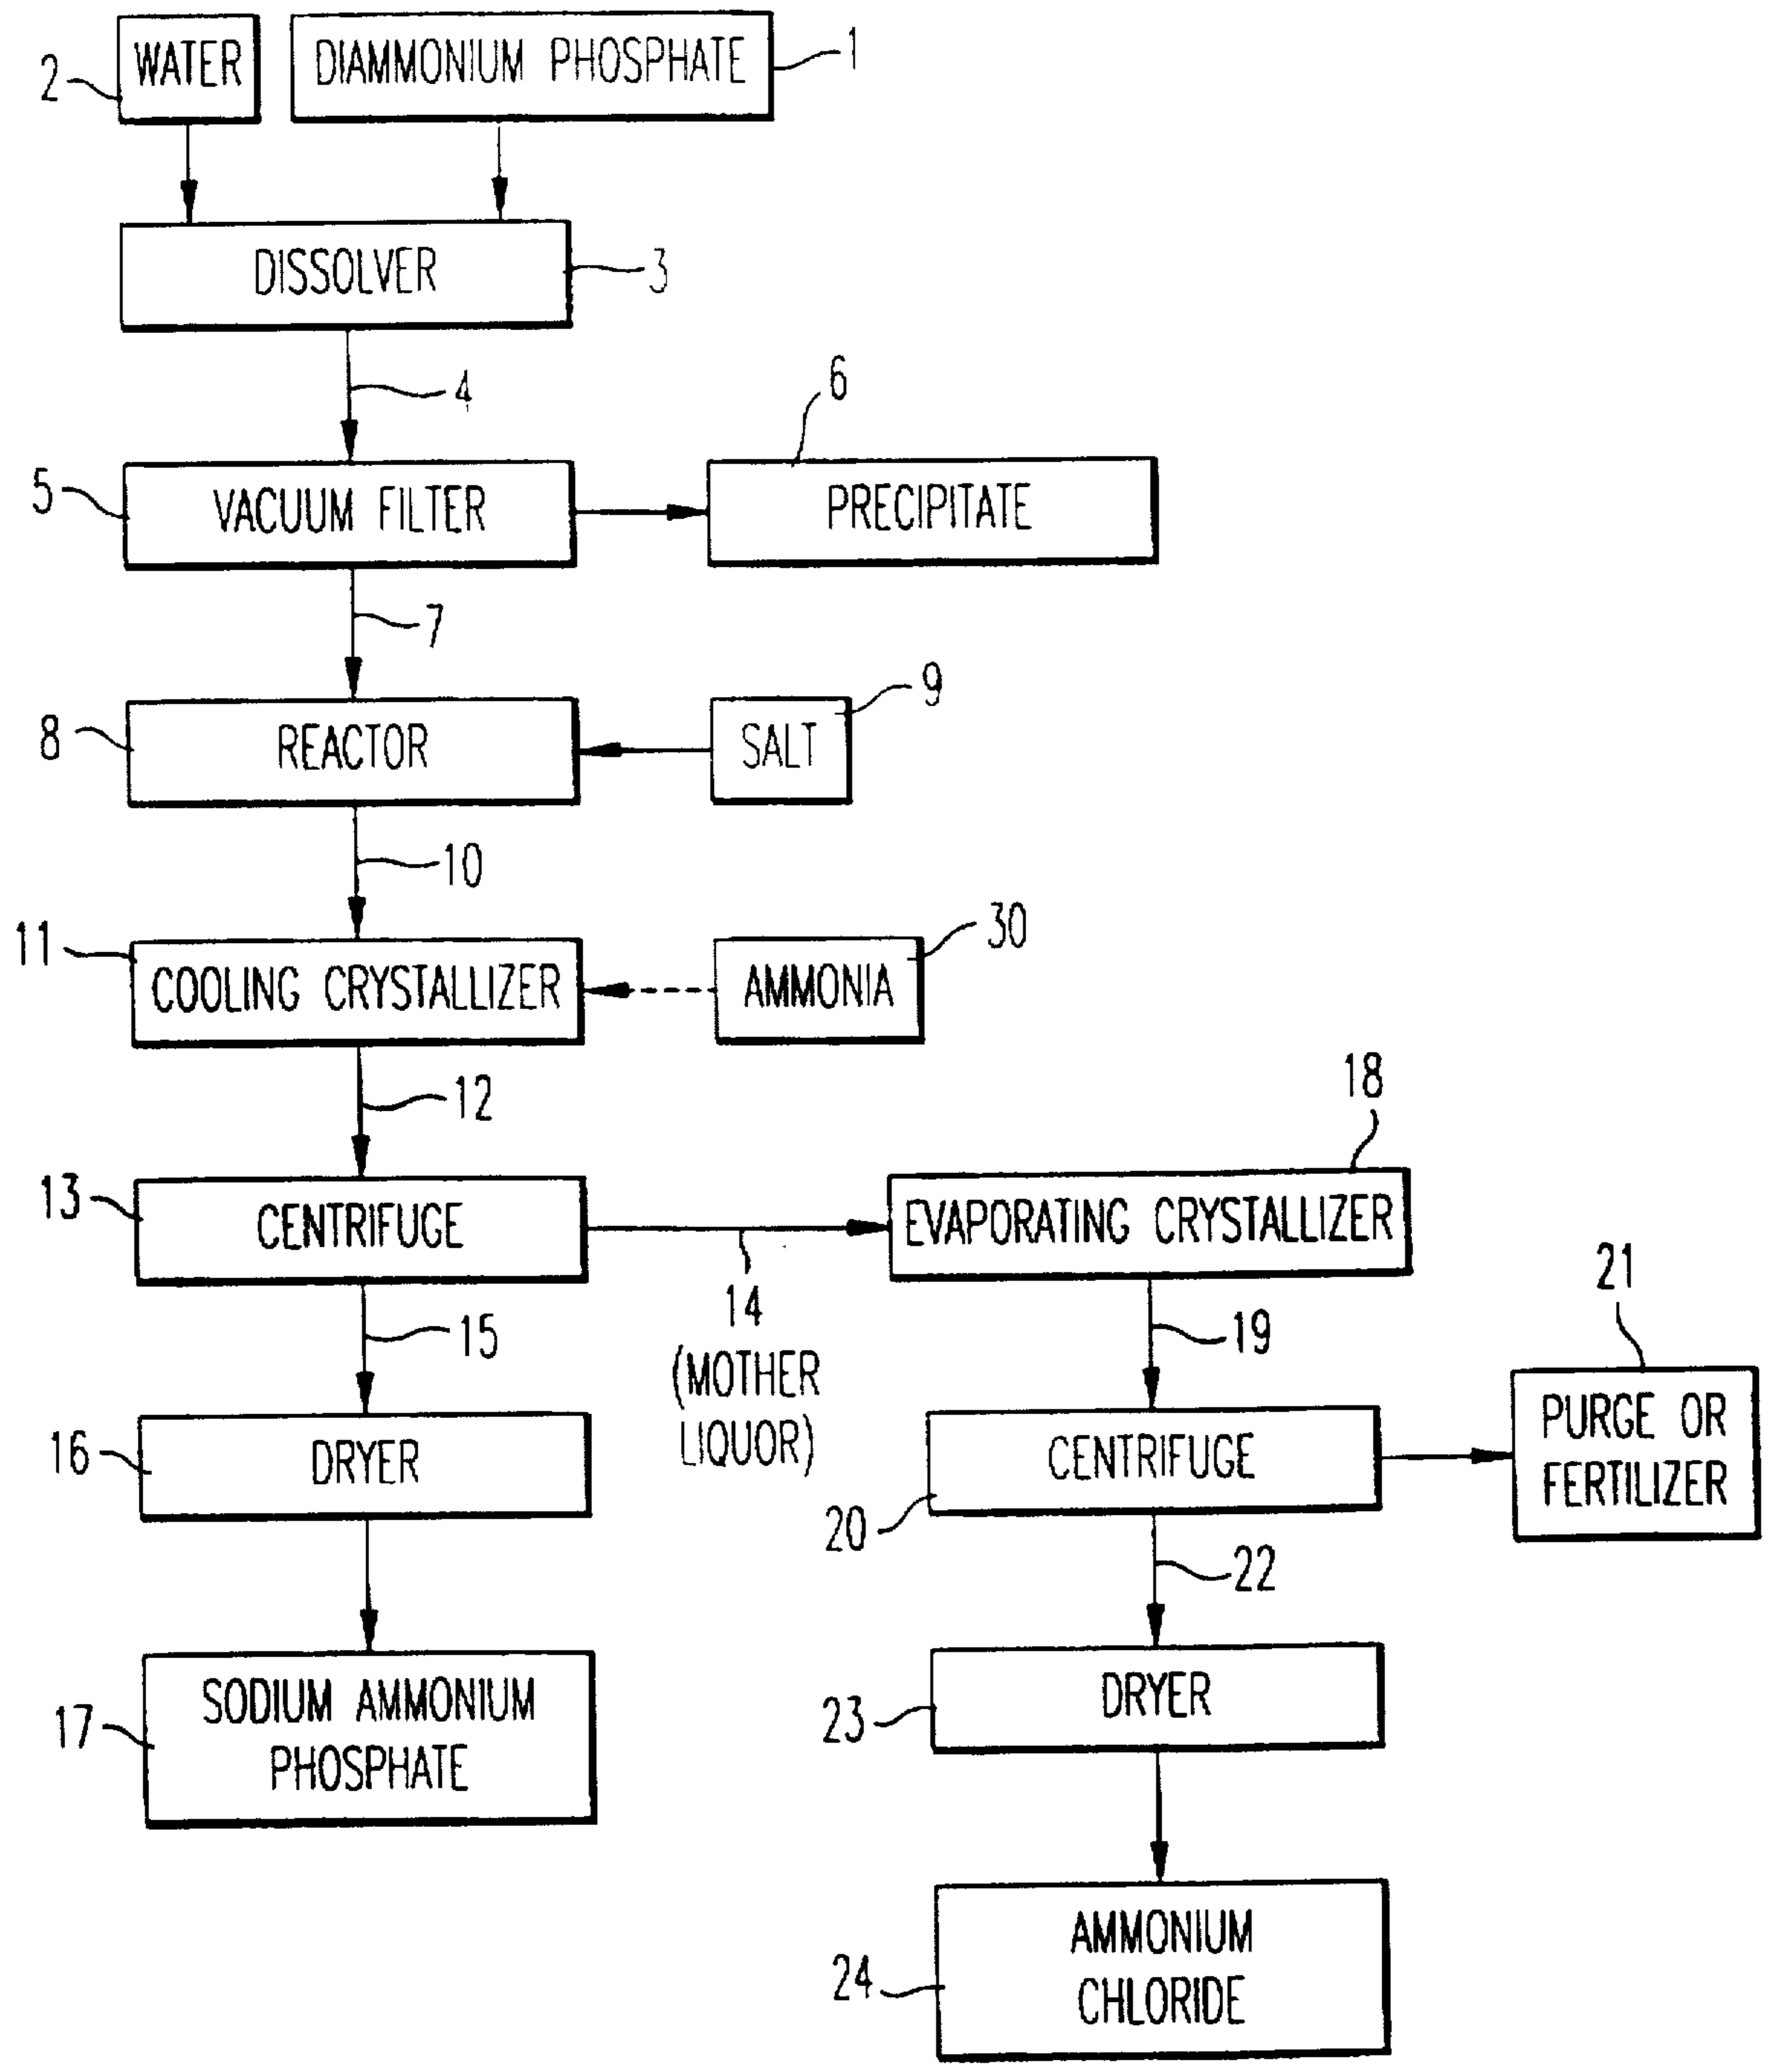 WATER
DIAMMONIUM PHOSPHATE
1
2
DISSOLVER
3
4
6
5
VACUUM FILTER
PRECIPITATE
7
9
8
REACTOR
SALT
10
11
30
COOLING CRYSTALLIZER
AMMONIA
12
18
13
CENTRIFUGE
EVAPORATING CRYSTALLIZER
14
(MOTHER
LIQUOR)
15
19
21
16
DRYER
CENTRIFUGE
PURGE OR
FERTILIZER
20
22
17
SODIUM AMMONIUM
PHOSPHATE
23
DRYER
24
AMMONIUM
CHLORIDE